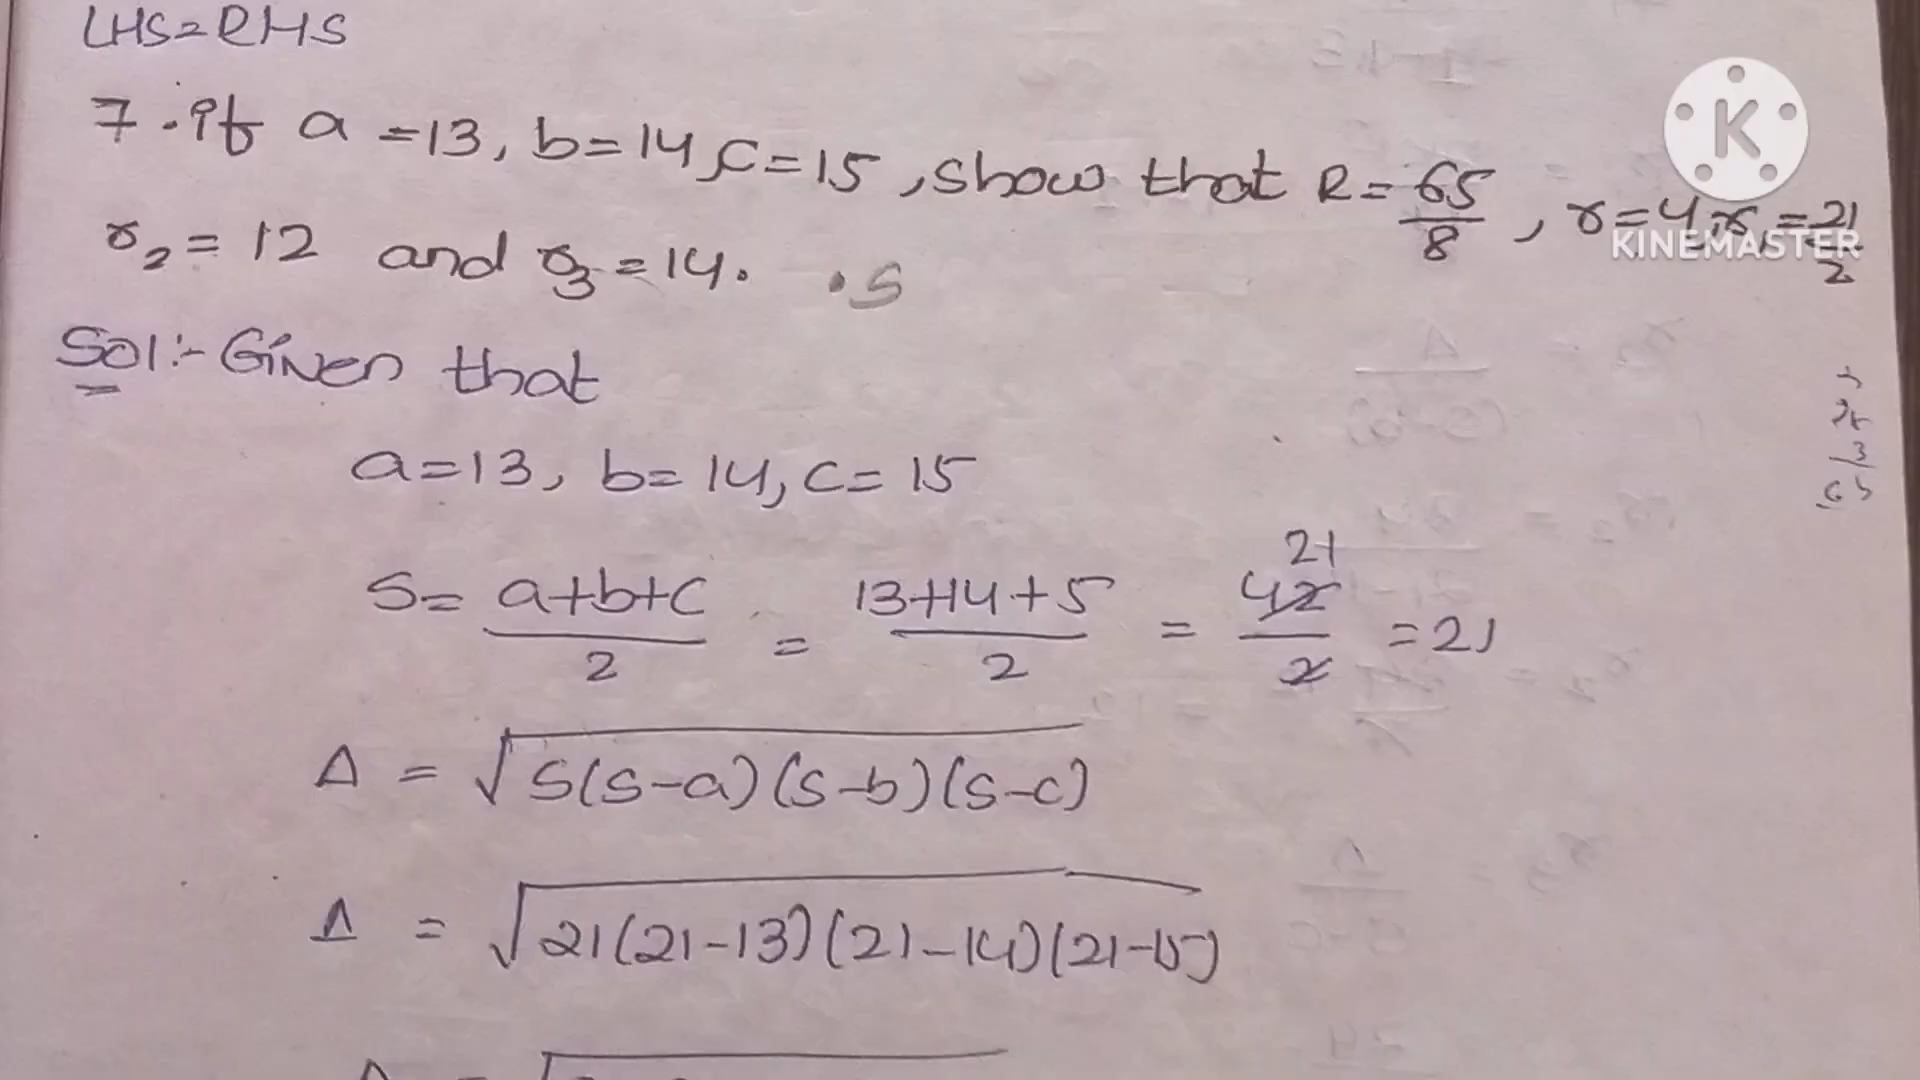 LHS=RHS
7. if a=13, b=14, c=15, show that R=65/8, r=4, r1=21/2
r2=12 and r3=14. .S
Sol:- Given that
a=13, b=14, c=15
S= a+b+c/2 = 13+14+5/2 = 42/2 21 =21
Δ = √S(S-a)(S-b)(S-c)
Δ = √21(21-13)(21-14)(21-15)
K
KINEMASTER